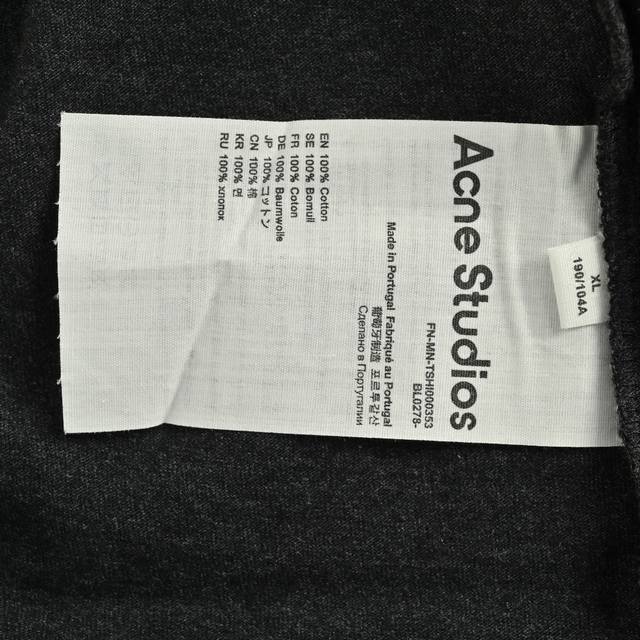 Acne Studios
FN-MN-TSHI000353
BL0278-
Made in Portugal Fabriqué au Portugal
葡萄牙制造 포르투갈산
Сделано в Португалии
EN 100% Cotton
SE 100% Bomull
FR 100% Coton
DE 100% Baumwolle
JP 100% コットン
CN 100% 棉
KR 100% 면
RU 100% хлопок
XL
190/104A